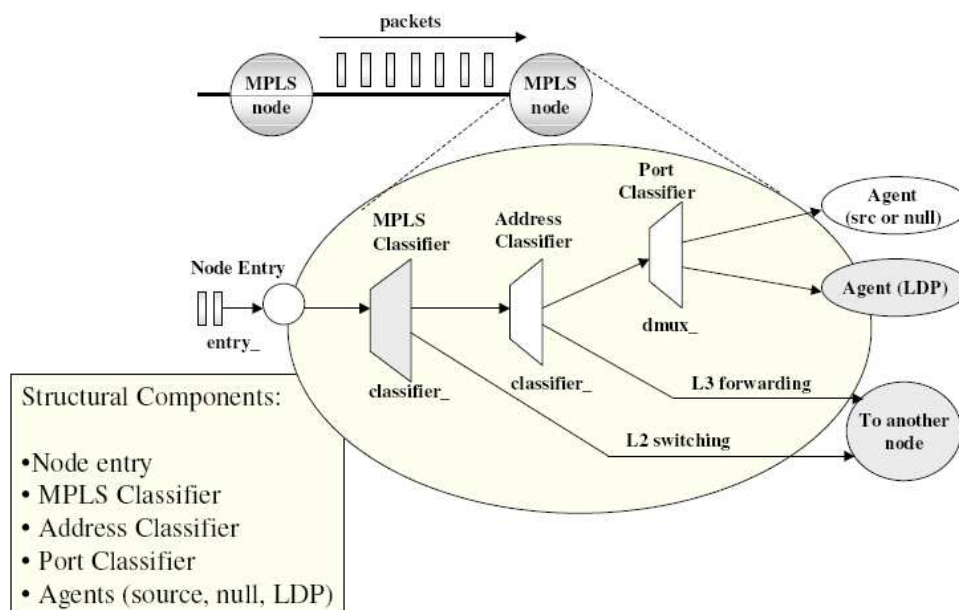 packets
MPLS
node
MPLS
node
Port
Classifier
MPLS
Classifier
Address
Classifier
Agent
(src or null)
Node Entry
Agent (LDP)
entry_
dmux_
classifier_
classifier_
L3 forwarding
To another
node
L2 switching
Structural Components:
•Node entry
• MPLS Classifier
• Address Classifier
• Port Classifier
• Agents (source, null, LDP)